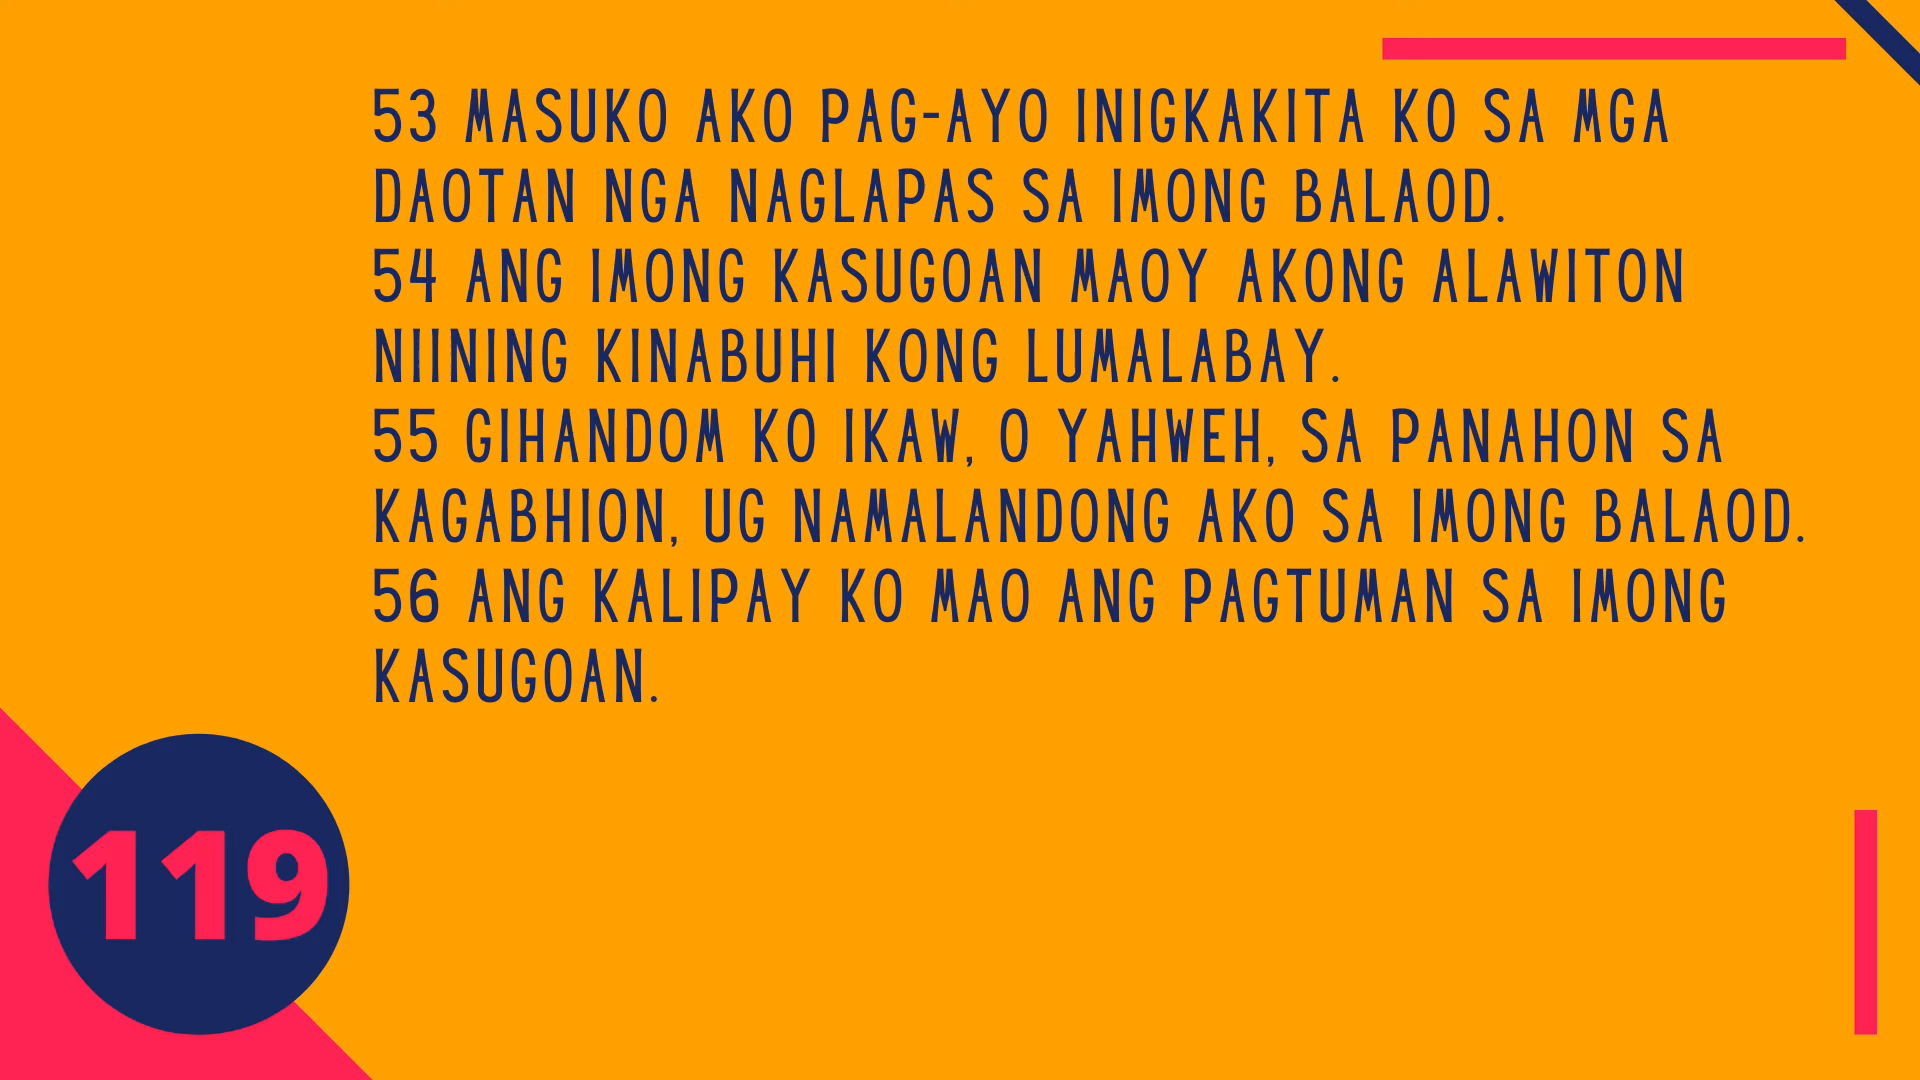 53 MASUKO AKO PAG-AYO INIGKAKITA KO SA MGA
DAOTAN NGA NAGLAPAS SA IMONG BALAOD.
54 ANG IMONG KASUGOAN MAOY AKONG ALAWITON
NIINING KINABUHI KONG LUMALABAY.
55 GIHANDOM KO IKAW, O YAHWEH, SA PANAHON SA
KAGABHION, UG NAMALANDONG AKO SA IMONG BALAOD.
56 ANG KALIPAY KO MAO ANG PAGTUMAN SA IMONG
KASUGOAN.
119